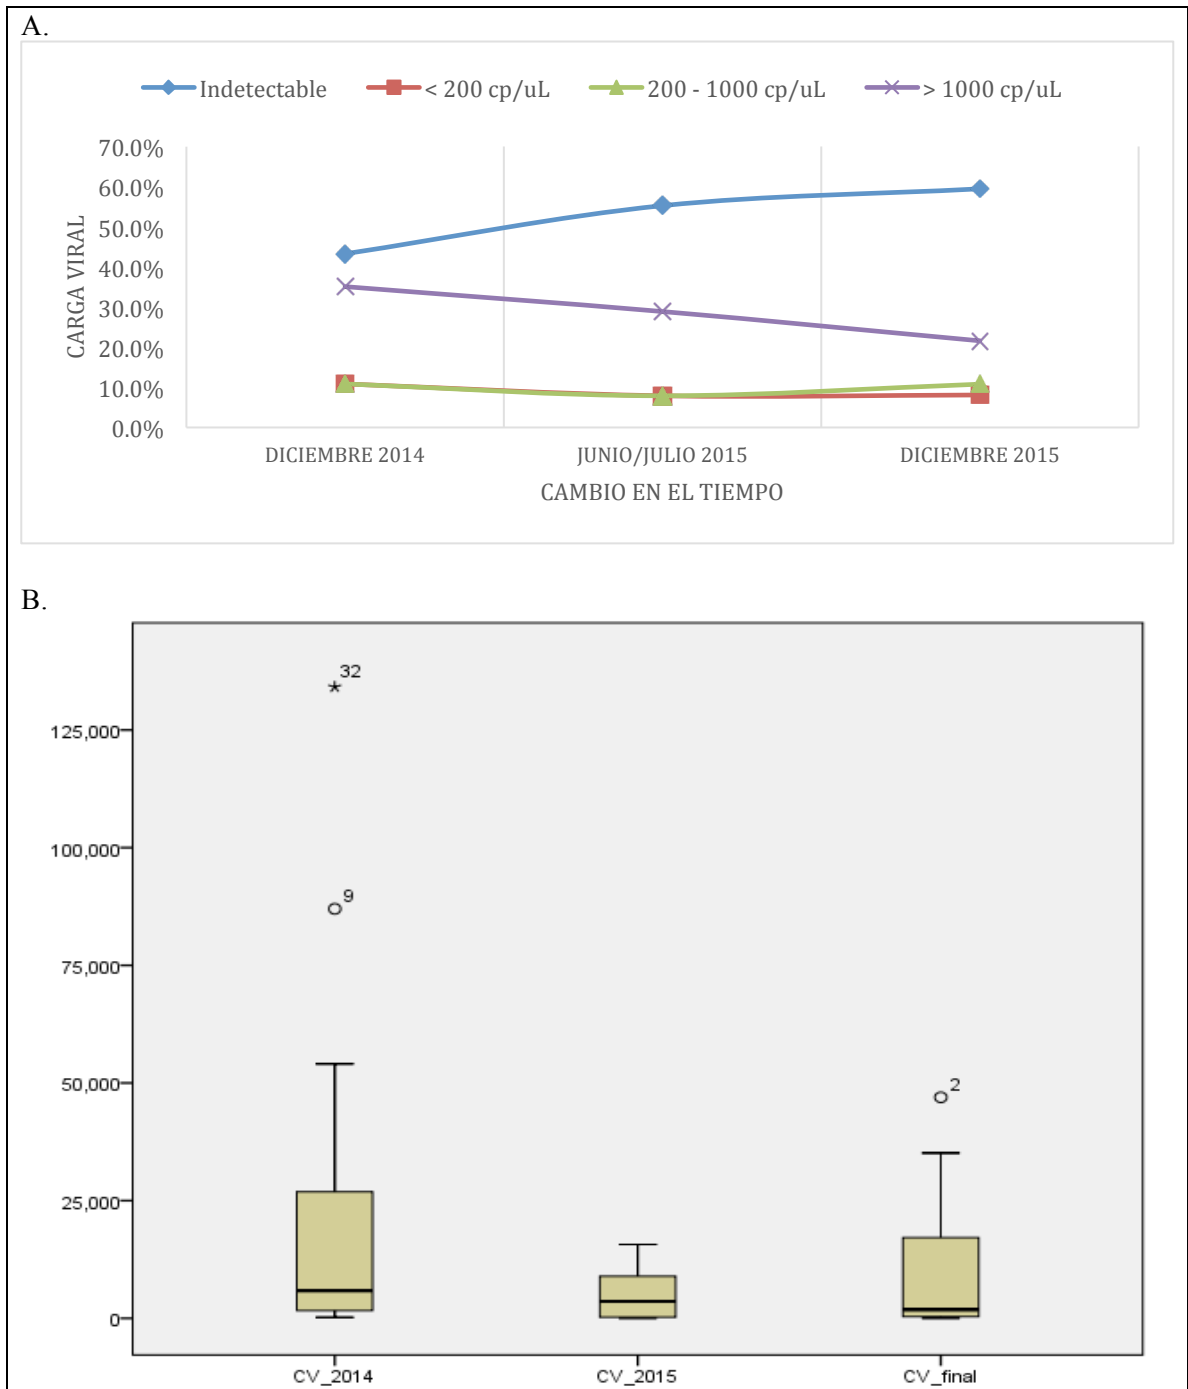 A.
Indetectable < 200 cp/uL 200 - 1000 cp/uL > 1000 cp/uL
70.0%
60.0%
50.0%
40.0%
30.0%
20.0%
10.0%
0.0%
CARGA VIRAL
DICIEMBRE 2014 JUNIO/JULIO 2015 DICIEMBRE 2015
CAMBIO EN EL TIEMPO
B.
32
125,000
100,000
9
75,000
50,000
2
25,000
0
CV_2014 CV_2015 CV_final